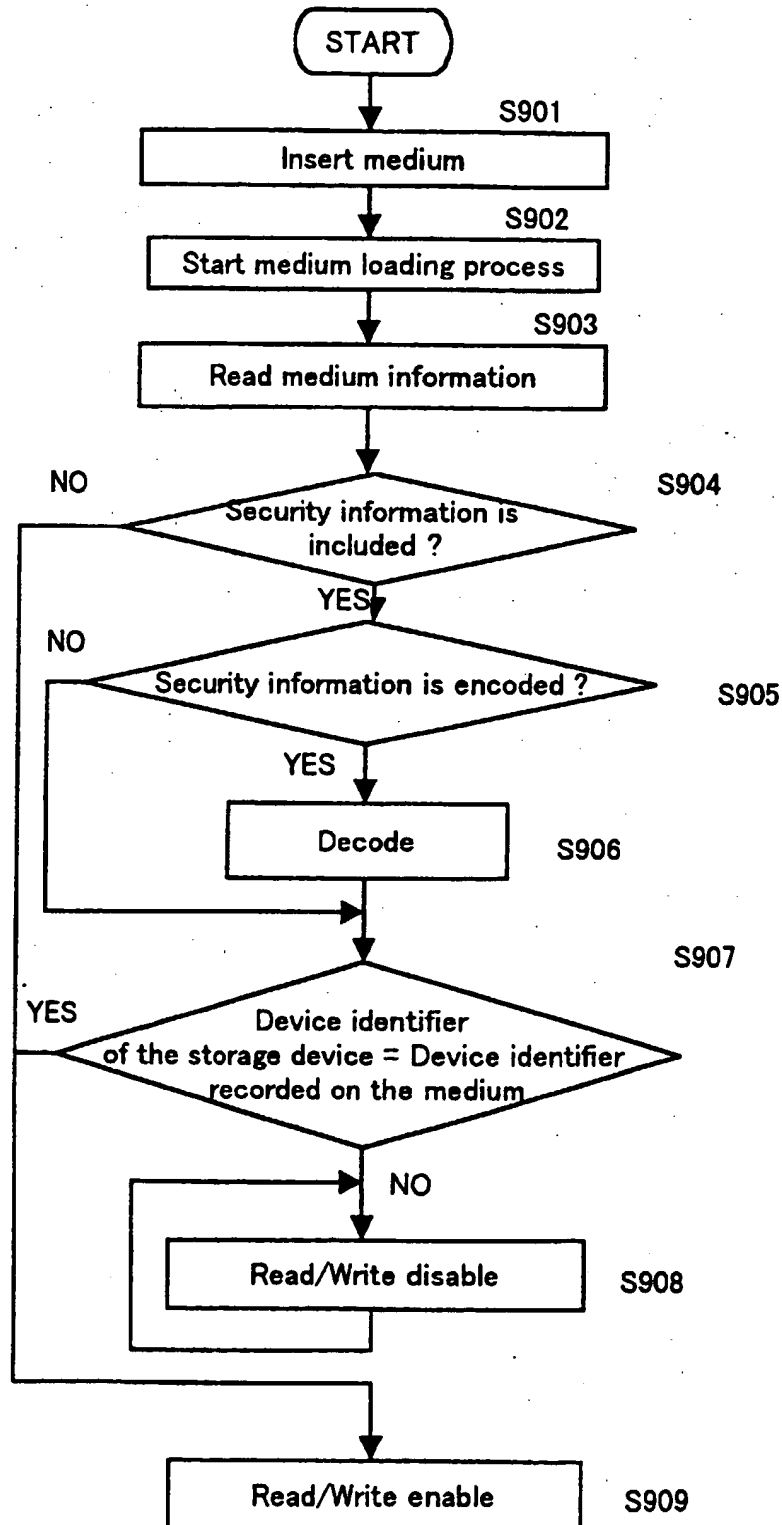 START
S901
Insert medium
S902
Start medium loading process
S903
Read medium information
NO
S904
Security information is
included ?
YES
NO
Security information is encoded ?
S905
YES
Decode
S906
S907
YES
Device identifier
of the storage device = Device identifier
recorded on the medium
NO
Read/Write disable
S908
Read/Write enable
S909